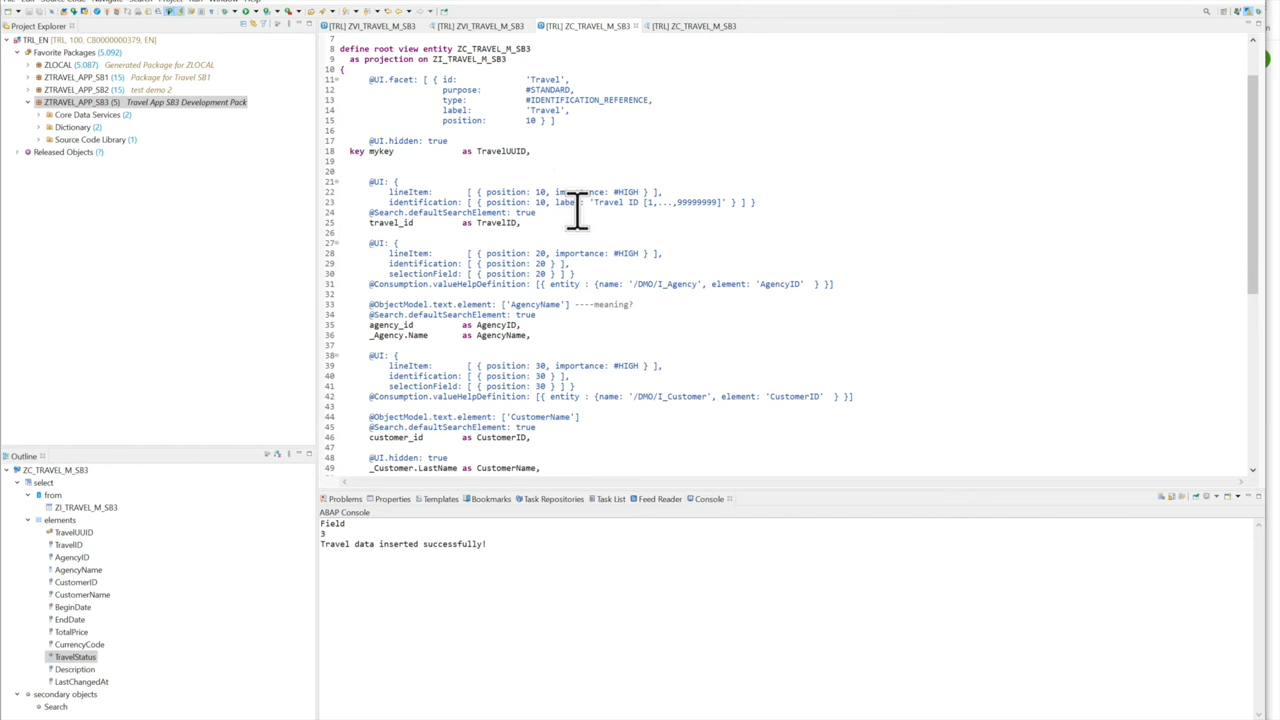 [TRL] ZVI_TRAVEL_M_SB3
[TRL] ZVI_TRAVEL_M_SB3
[TRL] ZC_TRAVEL_M_SB3
[TRL] ZC_TRAVEL_M_SB3
Project Explorer
TRL_EN [TRL, 100, CB0000000379, EN]
Favorite Packages (5.092)
ZLOCAL (5.087) Generated Package for ZLOCAL
ZTRAVEL_APP_SB1 (15) Package for Travel SB1
ZTRAVEL_APP_SB2 (15) test demo 2
ZTRAVEL_APP_SB3 (5) Travel App SB3 Development Pack
Core Data Services (2)
Dictionary (2)
Source Code Library (1)
Released Objects (?)
7
8 define root view entity ZC_TRAVEL_M_SB3
9 as projection on ZI_TRAVEL_M_SB3
10 {
11 @UI.facet: [ { id: 'Travel',
12 purpose: #STANDARD,
13 type: #IDENTIFICATION_REFERENCE,
14 label: 'Travel',
15 position: 10 } ]
16
17 @UI.hidden: true
18 key mykey as TravelUUID,
19
20
21 @UI: {
22 lineItem: [ { position: 10, importance: #HIGH } ],
23 identification: [ { position: 10, label: 'Travel ID [1,...,99999999]' } ] }
24 @Search.defaultSearchElement: true
25 travel_id as TravelID,
26
27 @UI: {
28 lineItem: [ { position: 20, importance: #HIGH } ],
29 identification: [ { position: 20 } ],
30 selectionField: [ { position: 20 } ] }
31 @Consumption.valueHelpDefinition: [{ entity : {name: '/DMO/I_Agency', element: 'AgencyID' } }]
32
33 @ObjectModel.text.element: ['AgencyName'] ----meaning?
34 @Search.defaultSearchElement: true
35 agency_id as AgencyID,
36 _Agency.Name as AgencyName,
37
38 @UI: {
39 lineItem: [ { position: 30, importance: #HIGH } ],
40 identification: [ { position: 30 } ],
41 selectionField: [ { position: 30 } ] }
42 @Consumption.valueHelpDefinition: [{ entity : {name: '/DMO/I_Customer', element: 'CustomerID' } }]
43
44 @ObjectModel.text.element: ['CustomerName']
45 @Search.defaultSearchElement: true
46 customer_id as CustomerID,
47
48 @UI.hidden: true
49 _Customer.LastName as CustomerName,
Outline
ZC_TRAVEL_M_SB3
select
from
ZI_TRAVEL_M_SB3
elements
TravelUUID
TravelID
AgencyID
AgencyName
CustomerID
CustomerName
BeginDate
EndDate
TotalPrice
CurrencyCode
TravelStatus
Description
LastChangedAt
secondary objects
Search
Problems Properties Templates Bookmarks Task Repositories Task List Feed Reader Console
ABAP Console
Field
3
Travel data inserted successfully!